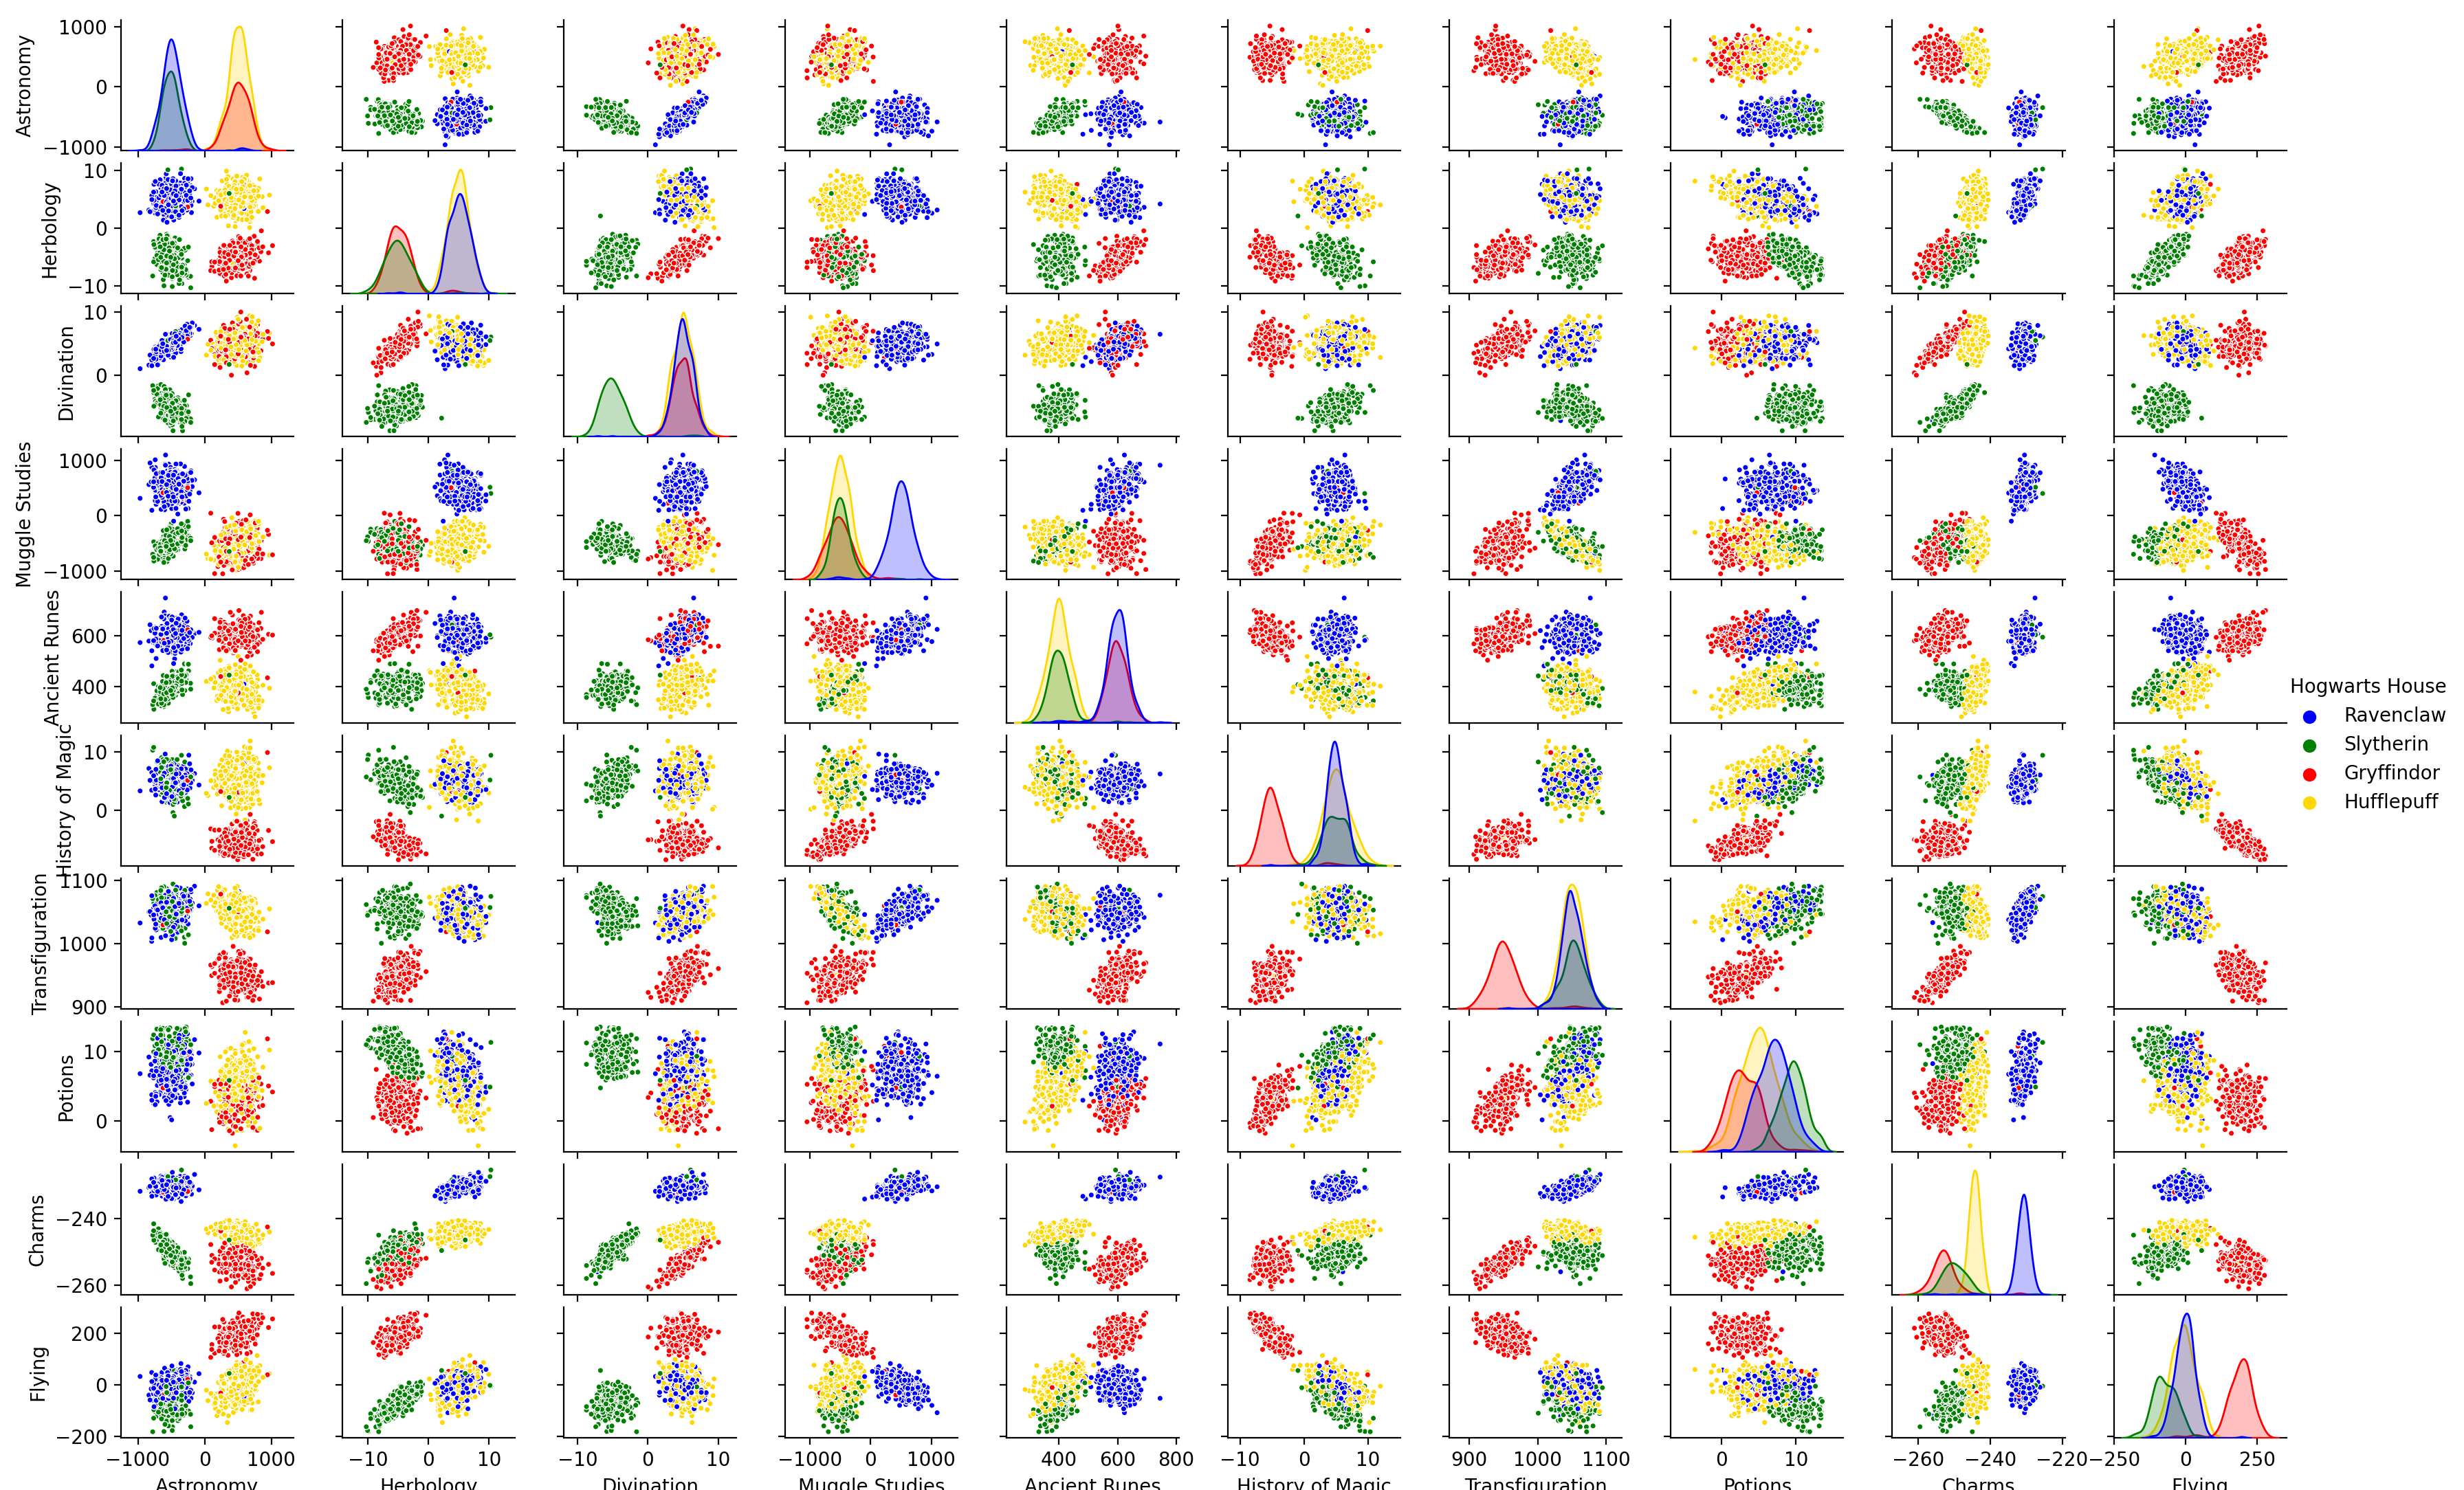 Astronomy
1000
0
−1000
Herbology
10
0
−10
Divination
10
0
Muggle Studies
1000
0
−1000
Ancient Runes
600
400
History of Magic
10
0
Transfiguration
1100
1000
900
Potions
10
0
Charms
−240
−260
Flying
200
0
−200
−1000 0 1000
−10 0 10
−10 0 10
−1000 0 1000
400 600 800
−10 0 10
900 1000 1100
0 10
−260 −240 −220
−250 0 250
Astronomy
Herbology
Divination
Muggle Studies
Ancient Runes
History of Magic
Transfiguration
Potions
Charms
Flying
Hogwarts House
Ravenclaw
Slytherin
Gryffindor
Hufflepuff